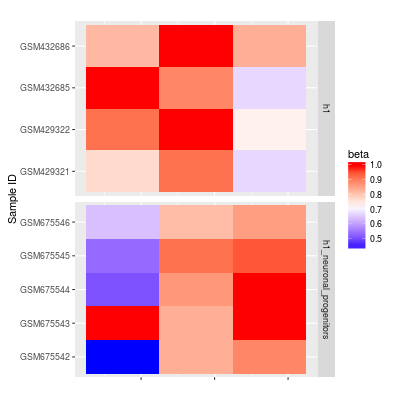 GSM432686
GSM432685
GSM429322
GSM429321
h1
GSM675546
GSM675545
GSM675544
GSM675543
GSM675542
h1_neuronal_progenitors
Sample ID
beta
1.0
0.9
0.8
0.7
0.6
0.5